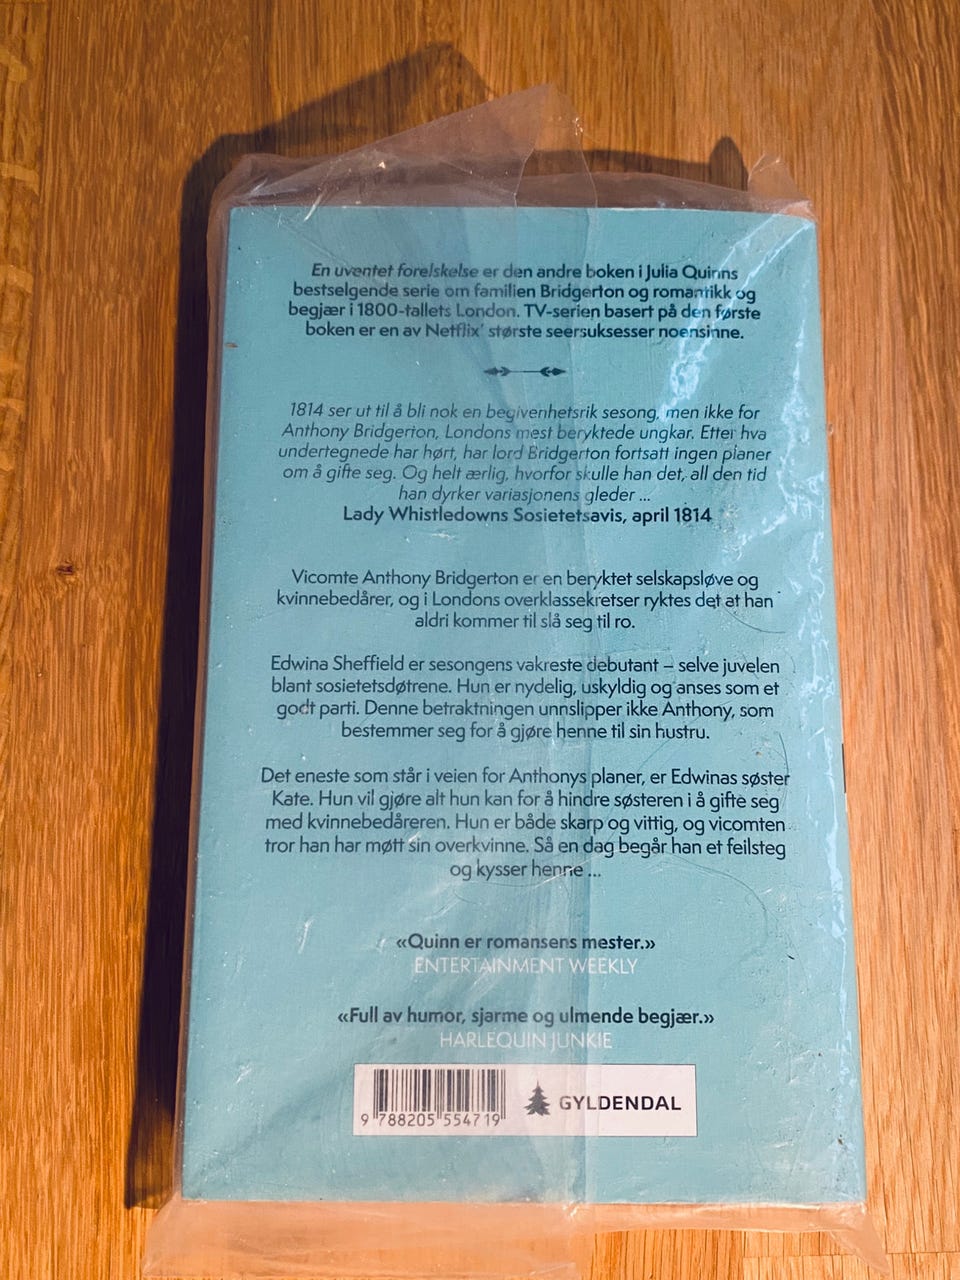 En uventet forelskelse er den andre boken i Julia Quinns
bestselgende serie om familien Bridgerton og romantikk og
begjær i 1800-tallets London. TV-serien basert på den første
boken er en av Netflix' største seersuksesser noensinne.
1814 ser ut til å bli nok en begivenhetsrik sesong, men ikke for
Anthony Bridgerton, Londons mest beryktede ungkar. Etter hva
undertegnede har hørt, har lord Bridgerton fortsatt ingen planer
om å gifte seg. Og helt ærlig, hvorfor skulle han det, all den tid
han dyrker variasjonens gleder ...
Lady Whistledowns Sosietetsavis, april 1814
Vicomte Anthony Bridgerton er en beryktet selskapsløve og
kvinnebedårer, og i Londons overklassekretser ryktes det at han
aldri kommer til slå seg til ro.
Edwina Sheffield er sesongens vakreste debutant – selve juvelen
blant sosietetsdøtrene. Hun er nydelig, uskyldig og anses som et
godt parti. Denne betraktningen unnslipper ikke Anthony, som
bestemmer seg for å gjøre henne til sin hustru.
Det eneste som står i veien for Anthonys planer, er Edwinas søster
Kate. Hun vil gjøre alt hun kan for å hindre søsteren i å gifte seg
med kvinnebedåreren. Hun er både skarp og vittig, og vicomten
tror han har møtt sin overkvinne. Så en dag begår han et feilsteg
og kysser henne ...
«Quinn er romansens mester.»
ENTERTAINMENT WEEKLY
«Full av humor, sjarme og ulmende begjær.»
HARLEQUIN JUNKIE
9 788205 554719
GYLDENDAL